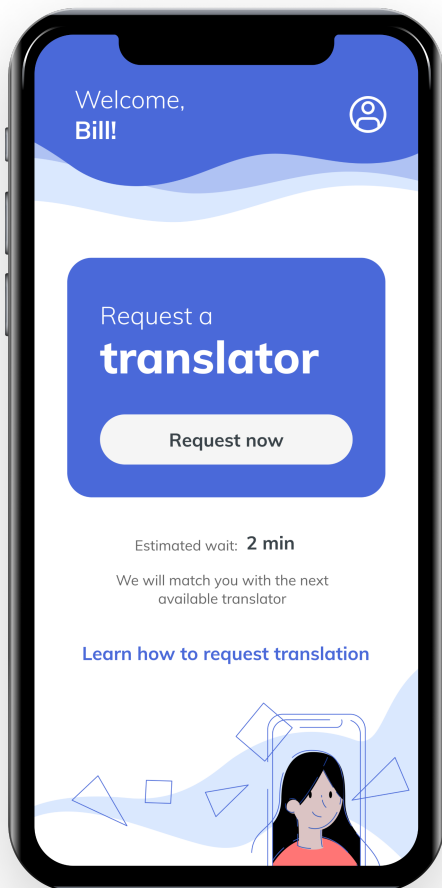 Welcome,
Bill!
Request a
translator
Request now
Estimated wait: 2 min
We will match you with the next
available translator
Learn how to request translation